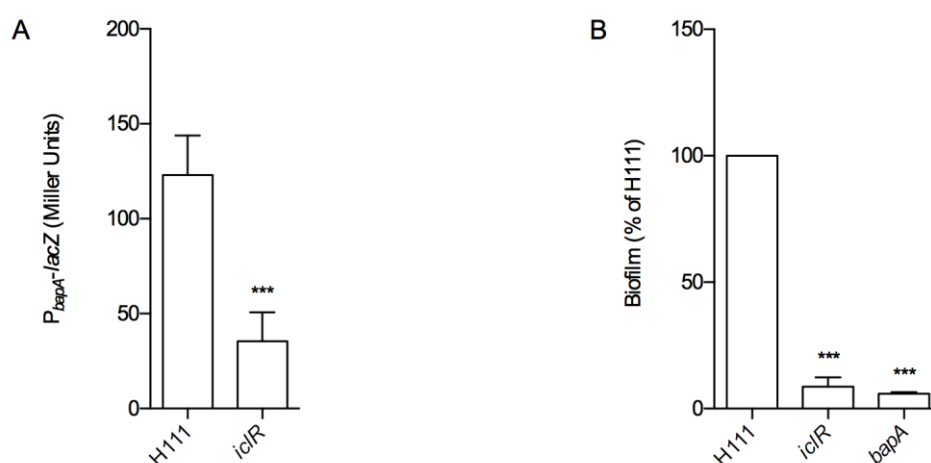 A
P bapA-lacZ (Miller Units)
200
150
100
50
0
***
H111
iclR
B
Biofilm (% of H111)
150
100
50
0
***
***
H111
iclR
bapA